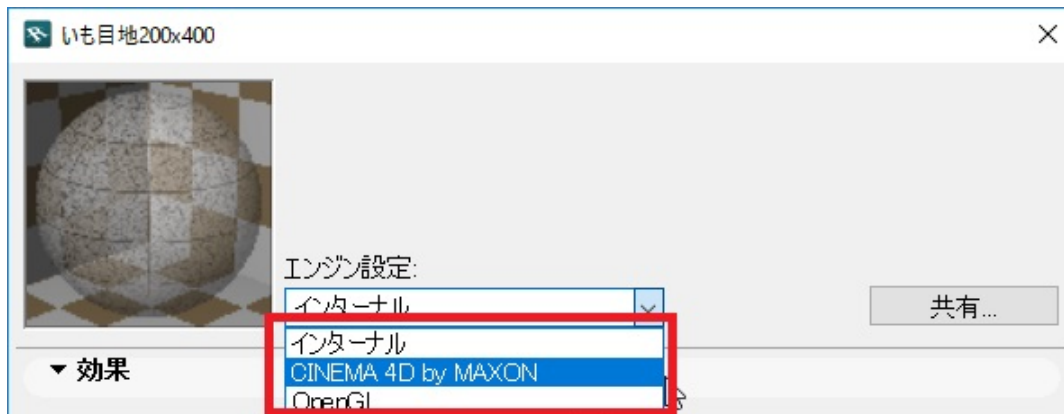 いも目地200x400
エンジン設定:
インターナル
共有...
インターナル
▼ 効果
CINEMA 4D by MAXON
OpenGL